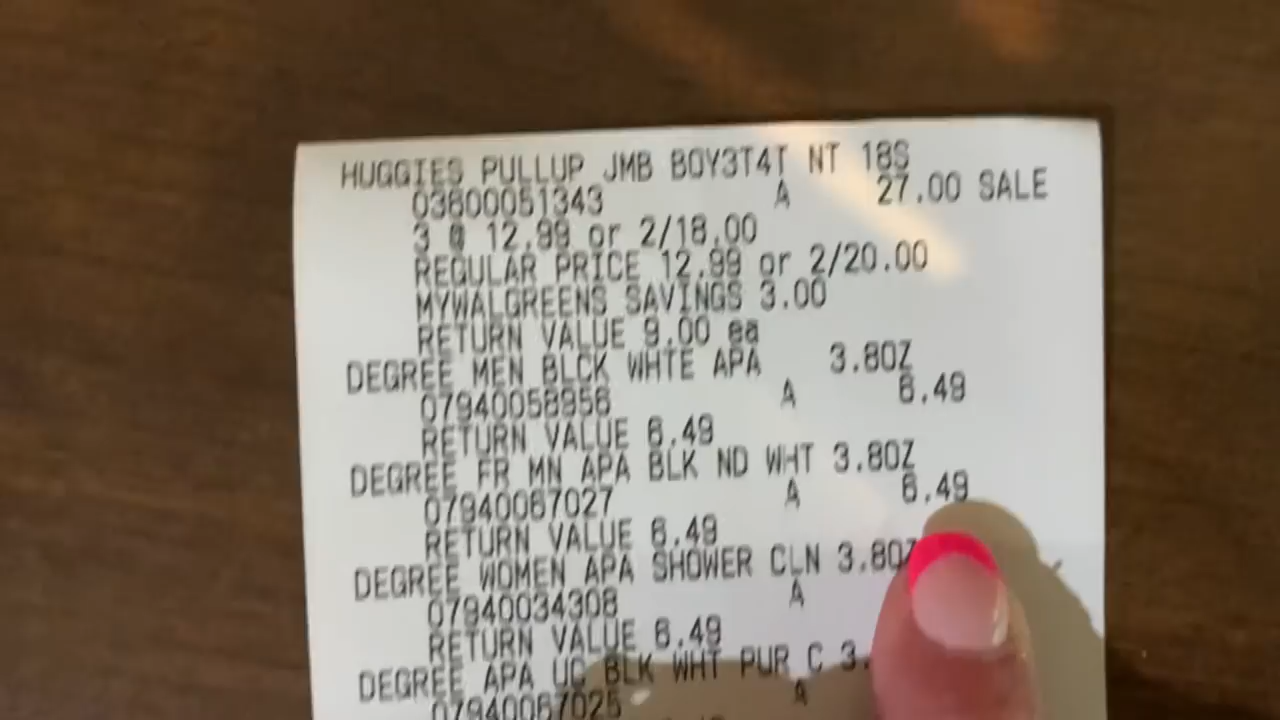 HUGGIES PULLUP JMB BOY3T4T NT 18S
03600051343 A 27.00 SALE
3 @ 12.99 or 2/18.00
REGULAR PRICE 12.99 or 2/20.00
MYWALGREENS SAVINGS 3.00
RETURN VALUE 9.00 ea
DEGREE MEN BLCK WHTE APA 3.8OZ
07940058956 A 6.49
RETURN VALUE 6.49
DEGREE FR MN APA BLK ND WHT 3.8OZ
07940067027 A 6.49
RETURN VALUE 6.49
DEGREE WOMEN APA SHOWER CLN 3.8OZ
07940034308 A
RETURN VALUE 6.49
DEGREE APA UC BLK WHT PUR C 3.
07940067025 A